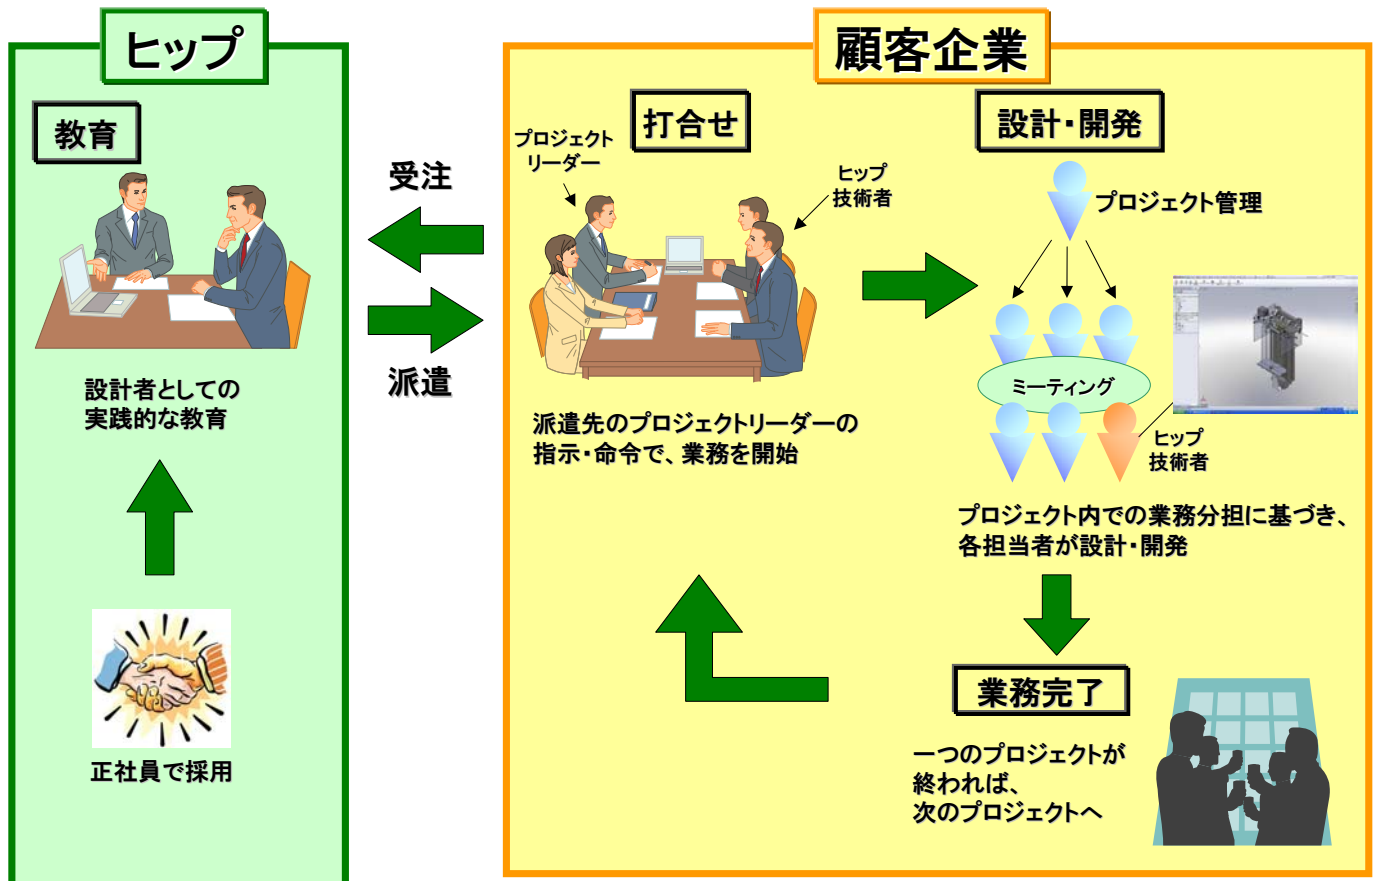 ヒップ
教育
設計者としての
実践的な教育
正社員で採用
受注
派遣
顧客企業
打合せ
プロジェクト
リーダー
ヒップ
技術者
派遣先のプロジェクトリーダーの
指示・命令で、業務を開始
設計・開発
プロジェクト管理
ミーティング
ヒップ
技術者
プロジェクト内での業務分担に基づき、
各担当者が設計・開発
業務完了
一つのプロジェクトが
終われば、
次のプロジェクトへ